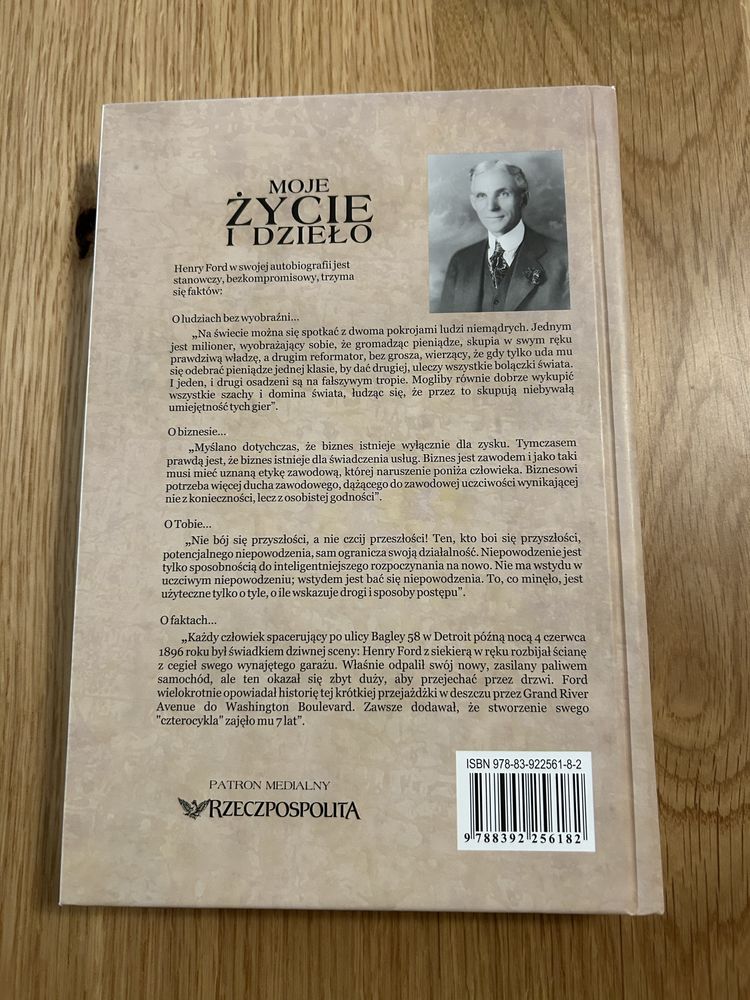 MOJE
ŻYCIE
I DZIEŁO
Henry Ford w swojej autobiografii jest
stanowczy, bezkompromisowy, trzyma
się faktów:
O ludziach bez wyobraźni...
„Na świecie można się spotkać z dwoma pokrojami ludzi niemądrych. Jednym
jest milioner, wyobrażający sobie, że gromadząc pieniądze, skupia w swym ręku
prawdziwą władzę, a drugim reformator, bez grosza, wierzący, że gdy tylko uda mu
się odebrać pieniądze jednej klasie, by dać drugiej, uleczy wszystkie bolączki świata.
I jeden, i drugi osadzeni są na fałszywym tropie. Mogliby równie dobrze wykupić
wszystkie szachy i domina świata, łudząc się, że przez to skupują niebywałą
umiejętność tych gier".
O biznesie...
„Myślano dotychczas, że biznes istnieje wyłącznie dla zysku. Tymczasem
prawdą jest, że biznes istnieje dla świadczenia usług. Biznes jest zawodem i jako taki
musi mieć uznaną etykę zawodową, której naruszenie poniża człowieka. Biznesowi
potrzeba więcej ducha zawodowego, dążącego do zawodowej uczciwości wynikającej
nie z konieczności, lecz z osobistej godności".
O Tobie...
„Nie bój się przyszłości, a nie czcij przeszłości! Ten, kto boi się przyszłości,
potencjalnego niepowodzenia, sam ogranicza swoją działalność. Niepowodzenie jest
tylko sposobnością do inteligentniejszego rozpoczynania na nowo. Nie ma wstydu w
uczciwym niepowodzeniu; wstydem jest bać się niepowodzenia. To, co minęło, jest
użyteczne tylko o tyle, o ile wskazuje drogi i sposoby postępu".
O faktach...
„Każdy człowiek spacerujący po ulicy Bagley 58 w Detroit późną nocą 4 czerwca
1896 roku był świadkiem dziwnej sceny: Henry Ford z siekierą w ręku rozbijał ścianę
z cegieł swego wynajętego garażu. Właśnie odpalił swój nowy, zasilany paliwem
samochód, ale ten okazał się zbyt duży, aby przejechać przez drzwi. Ford
wielokrotnie opowiadał historię tej krótkiej przejażdżki w deszczu przez Grand River
Avenue do Washington Boulevard. Zawsze dodawał, że stworzenie swego
"czterocykla" zajęło mu 7 lat".
ISBN 978-83-922561-8-2
PATRON MEDIALNY
RZECZPOSPOLITA
9 788392 256182